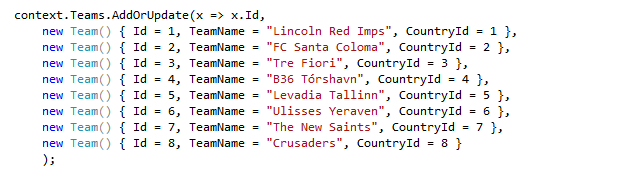 context.Teams.AddOrUpdate(x => x.Id,
new Team() { Id = 1, TeamName = "Lincoln Red Imps", CountryId = 1 },
new Team() { Id = 2, TeamName = "FC Santa Coloma", CountryId = 2 },
new Team() { Id = 3, TeamName = "Tre Fiori", CountryId = 3 },
new Team() { Id = 4, TeamName = "B36 Tórshavn", CountryId = 4 },
new Team() { Id = 5, TeamName = "Levadia Tallinn", CountryId = 5 },
new Team() { Id = 6, TeamName = "Ulisses Yeraven", CountryId = 6 },
new Team() { Id = 7, TeamName = "The New Saints", CountryId = 7 },
new Team() { Id = 8, TeamName = "Crusaders", CountryId = 8 }
);